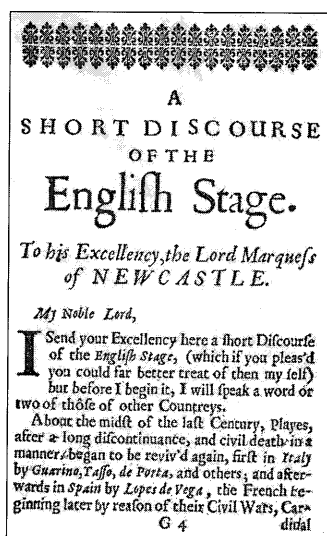 A
SHORT DISCOURSE
OF THE
Engliſh Stage.
To his Excellency, the Lord Marqueſs
of NEWCASTLE.
My Noble Lord,
I Send your Excellency here a ſhort Diſcourſe
of the Engliſh Stage, (which if you pleas'd
you could far better treat of then my ſelf)
but before I begin it, I will ſpeak a word or
two of thoſe of other Countreys.
About the midſt of the laſt Century, Playes,
after a long diſcontinuance, and civil death in a
manner, began to be reviv'd again, firſt in Italy
by Guarino, Taſſo, de Porta, and others; and after-
wards in Spain by Lopes de Vega, the French be-
ginning later by reaſon of their Civil Wars, Car-
G 4 dinal